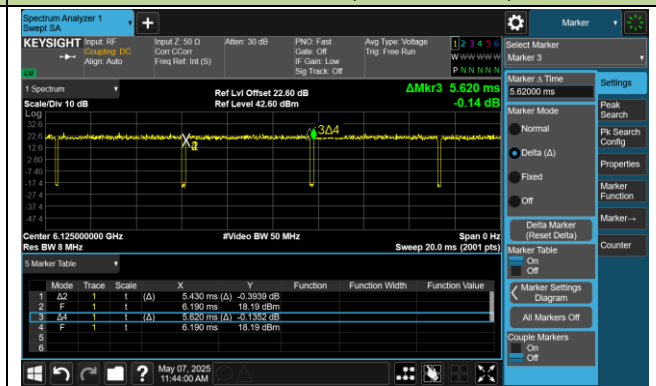 Spectrum Analyzer 1
Swept SA
Marker
KEYSIGHT Input: RF
Coupling: DC
Align: Auto
Input Z: 50 Ω
Corr CCorr
Freq Ref: Int (S)
Atten: 30 dB
PNO: Fast
Gate: Off
IF Gain: Low
Sig Track: Off
Avg Type: Voltage
Trig: Free Run
1 2 3 4 5 6
W W W W W W
P N N N N N
LXI
1 Spectrum
Scale/Div 10 dB
Ref Lvl Offset 22.60 dB
Ref Level 42.60 dBm
ΔMkr3 5.620 ms
-0.14 dB
Log
32.6
22.6
12.6
2.60
-7.40
-17.4
-27.4
-37.4
-47.4
3Δ4
Center 6.125000000 GHz
Res BW 8 MHz
#Video BW 50 MHz
Span 0 Hz
Sweep 20.0 ms (2001 pts)
5 Marker Table
Mode Trace Scale X Y Function Function Width Function Value
1 Δ2 1 t (Δ) 5.430 ms (Δ) -0.3939 dB
2 F 1 t 6.190 ms 18.19 dBm
3 Δ4 1 t (Δ) 5.620 ms (Δ) -0.1352 dB
4 F 1 t 6.190 ms 18.19 dBm
5
6
May 07, 2025
11:44:00 AM
Select Marker
Marker 3
Marker Δ Time
5.62000 ms
Marker Mode
Normal
Delta (Δ)
Fixed
Off
Delta Marker
(Reset Delta)
Marker Table
On
Off
Marker Settings
Diagram
All Markers Off
Couple Markers
On
Off
Settings
Peak
Search
Pk Search
Config
Properties
Marker
Function
Marker→
Counter